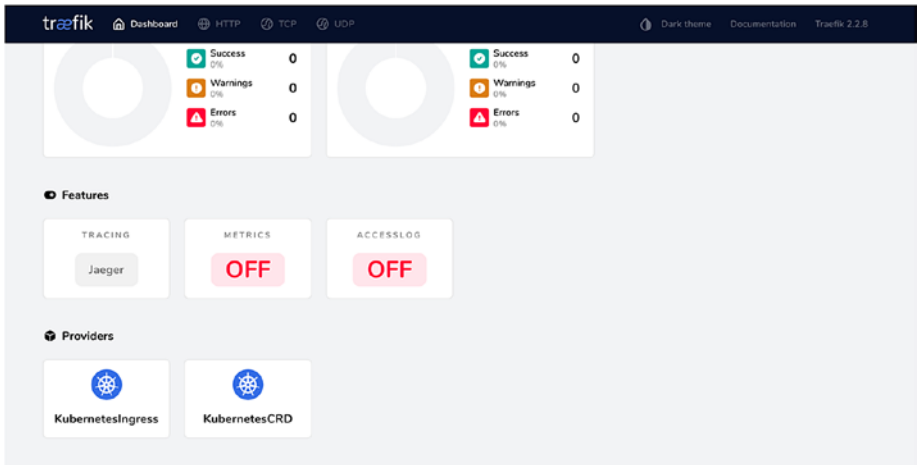 træfik Dashboard HTTP TCP UDP Dark theme Documentation Traefik 2.2.8
Success 0 Success 0
0% 0%
Warnings 0 Warnings 0
0% 0%
Errors 0 Errors 0
0% 0%
Features
TRACING METRICS ACCESSLOG
Jaeger OFF OFF
Providers
KubernetesIngress KubernetesCRD